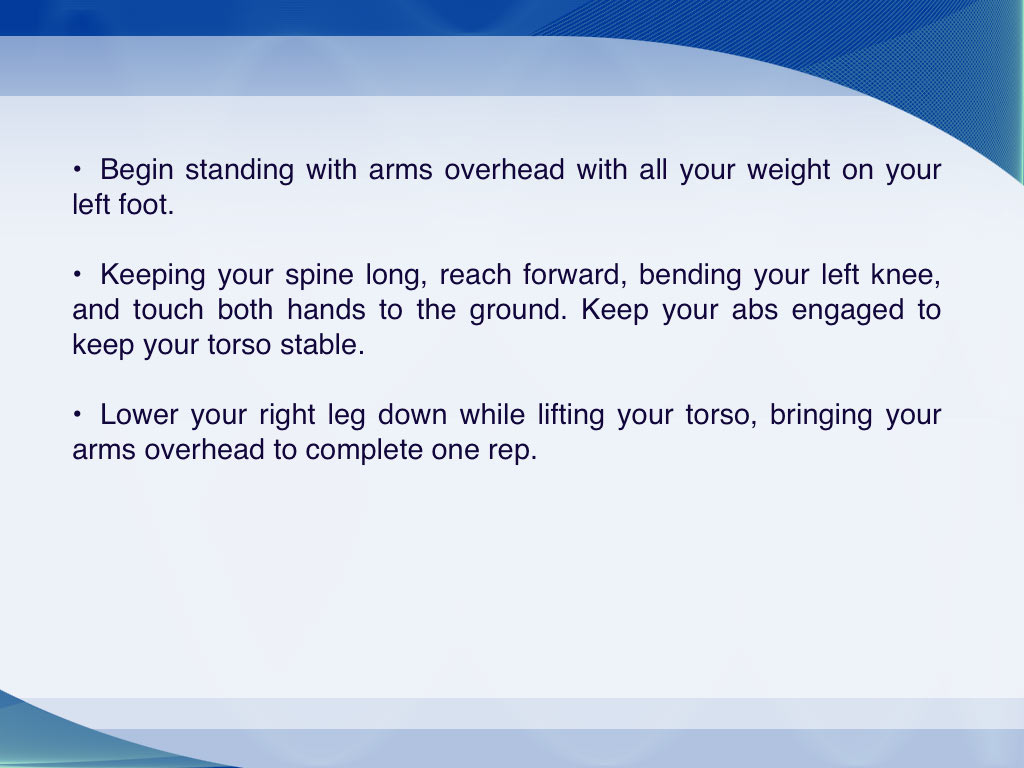 • Begin standing with arms overhead with all your weight on your
left foot.
• Keeping your spine long, reach forward, bending your left knee,
and touch both hands to the ground. Keep your abs engaged to
keep your torso stable.
• Lower your right leg down while lifting your torso, bringing your
arms overhead to complete one rep.